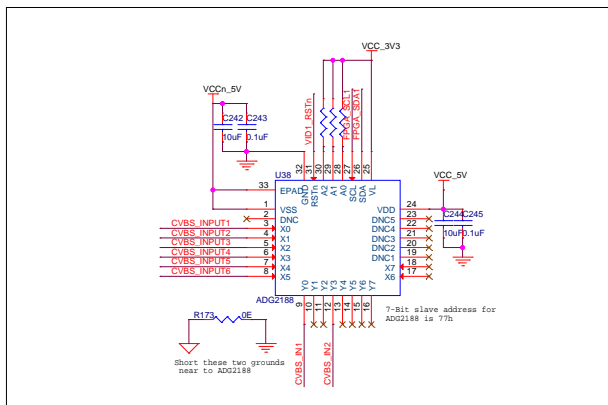 VCC_3V3
VCCn_5V
VID1_RSTn
FPGA_SCL1
FPGA_SDA1
C242
C243
10uF
0.1uF
32
31
30
29
28
27
26
25
U38
GND
RSTn
A2
A1
A0
SCL
SDA
VL
VCC_5V
33
EPAD
1
VSS
VDD
24
2
DNC
DNC5
23
CVBS_INPUT1
3
X0
DNC4
22
C244
C245
CVBS_INPUT2
4
X1
DNC3
21
10uF
0.1uF
CVBS_INPUT3
5
X2
DNC2
20
CVBS_INPUT4
6
X3
DNC1
19
CVBS_INPUT5
7
X4
X7
18
CVBS_INPUT6
8
X5
X6
17
Y0
Y1
Y2
Y3
Y4
Y5
Y6
Y7
ADG2188
9
10
11
12
13
14
15
16
7-Bit slave address for
ADG2188 is 77h
R173
0E
CVBS_IN1
CVBS_IN2
Short these two grounds
near to ADG2188